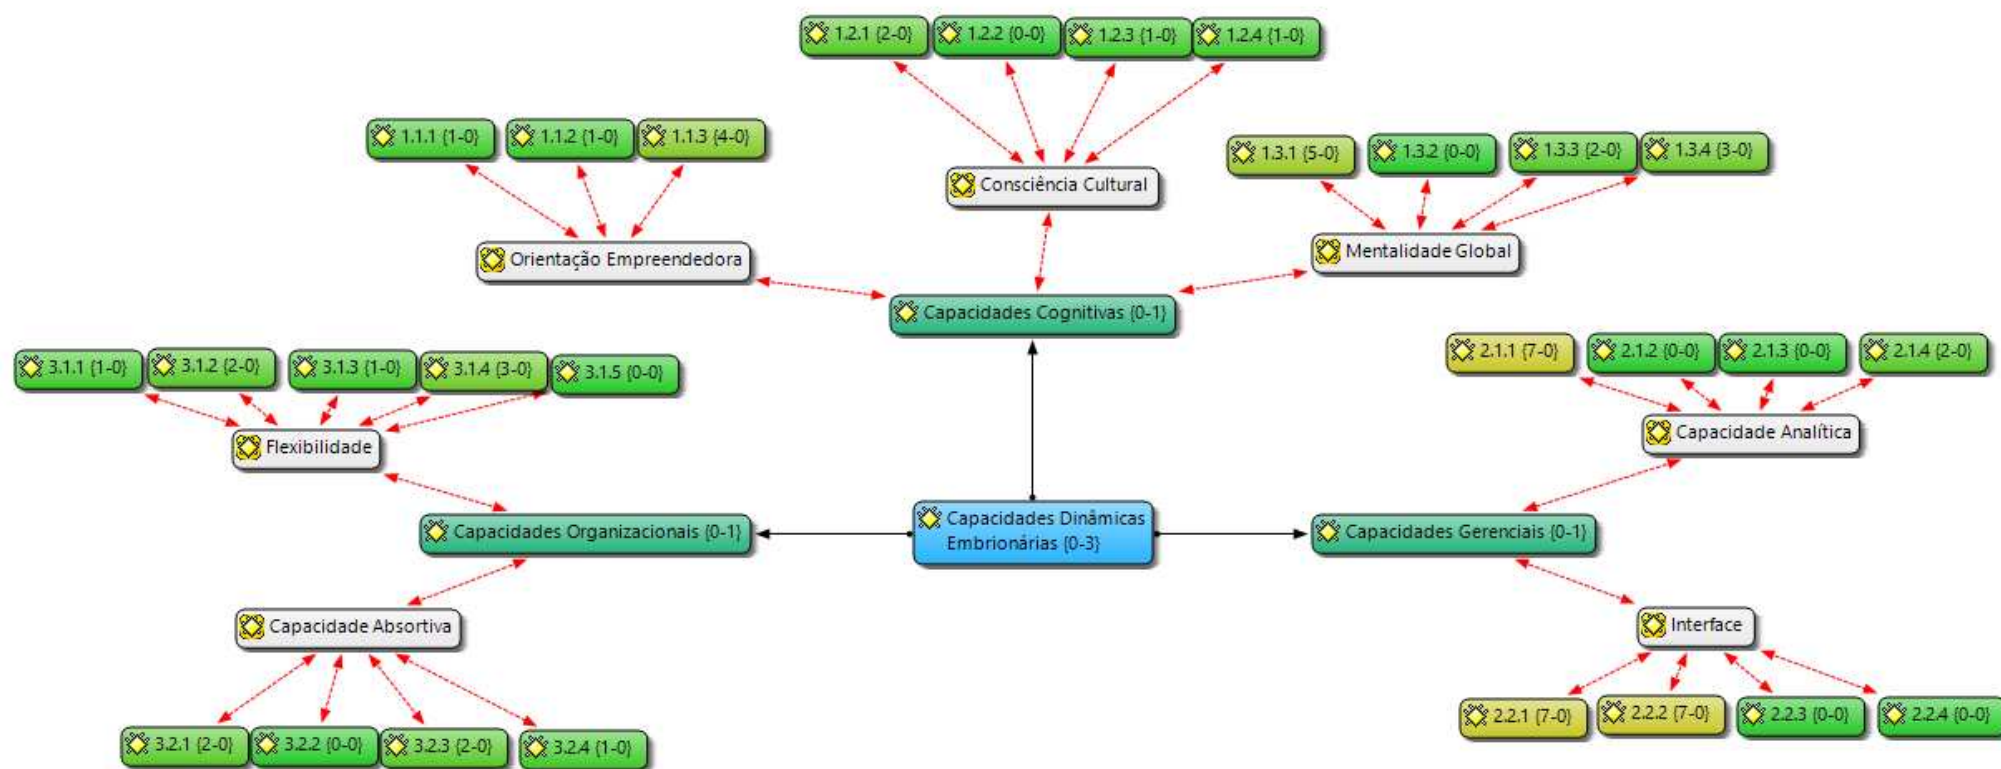 1.2.1 {2-0}
1.2.2 {0-0}
1.2.3 {1-0}
1.2.4 {1-0}
1.1.1 {1-0}
1.1.2 {1-0}
1.1.3 {4-0}
1.3.1 {5-0}
1.3.2 {0-0}
1.3.3 {2-0}
1.3.4 {3-0}
Consciência Cultural
Orientação Empreendedora
Mentalidade Global
Capacidades Cognitivas {0-1}
3.1.1 {1-0}
3.1.2 {2-0}
3.1.3 {1-0}
3.1.4 {3-0}
3.1.5 {0-0}
2.1.1 {7-0}
2.1.2 {0-0}
2.1.3 {0-0}
2.1.4 {2-0}
Flexibilidade
Capacidade Analítica
Capacidades Organizacionais {0-1}
Capacidades Dinâmicas
Embrionárias {0-3}
Capacidades Gerenciais {0-1}
Capacidade Absortiva
Interface
3.2.1 {2-0}
3.2.2 {0-0}
3.2.3 {2-0}
3.2.4 {1-0}
2.2.1 {7-0}
2.2.2 {7-0}
2.2.3 {0-0}
2.2.4 {0-0}